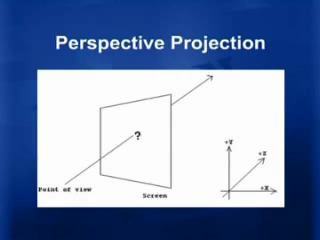 Perspective Projection
?
Point of view
Screen
+Y
+Z
+X